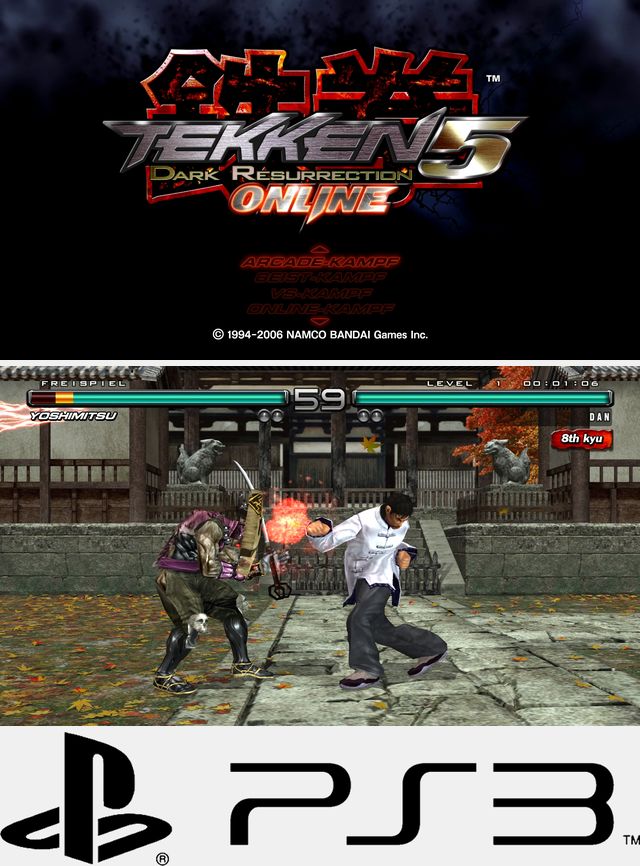 鉄拳
TM
TEKKEN 5
DARK RESURRECTION
ONLINE
ARCADE-KAMPF
GEIST-KAMPF
VS-KAMPF
ONLINE-KAMPF
© 1994-2006 NAMCO BANDAI Games Inc.
FREISPIEL
59
LEVEL 1 00:01:06
YOSHIMITSU
DAN
8th kyu
PS3
®
TM